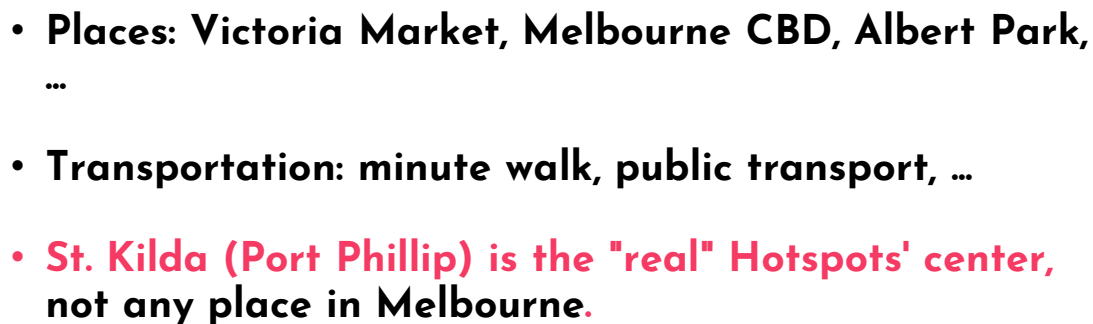 • Places: Victoria Market, Melbourne CBD, Albert Park,
...
• Transportation: minute walk, public transport, ...
• St. Kilda (Port Phillip) is the "real" Hotspots' center,
not any place in Melbourne.